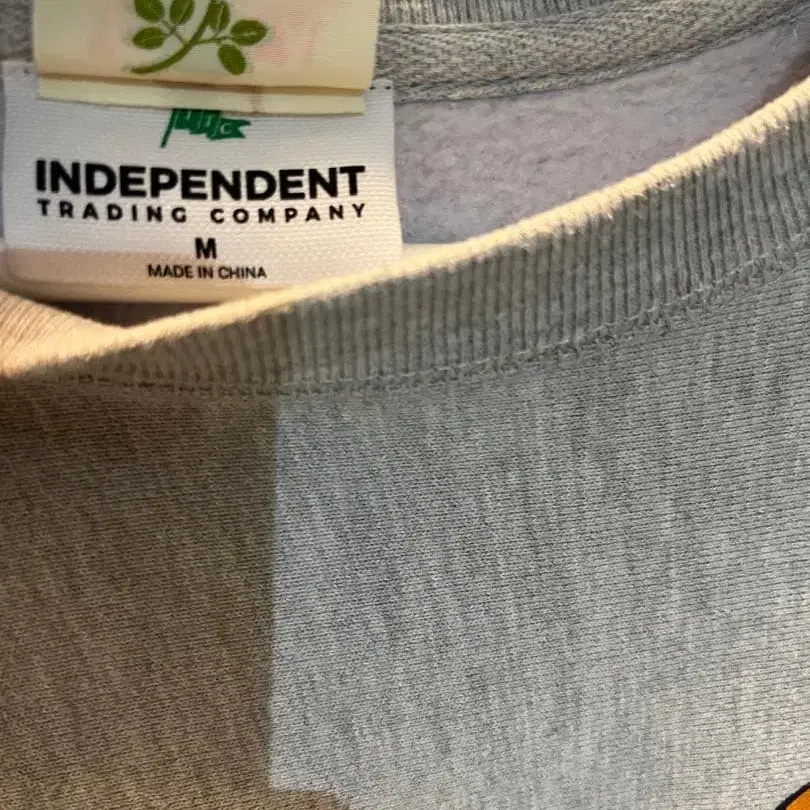 INDEPENDENT
TRADING COMPANY
M
MADE IN CHINA